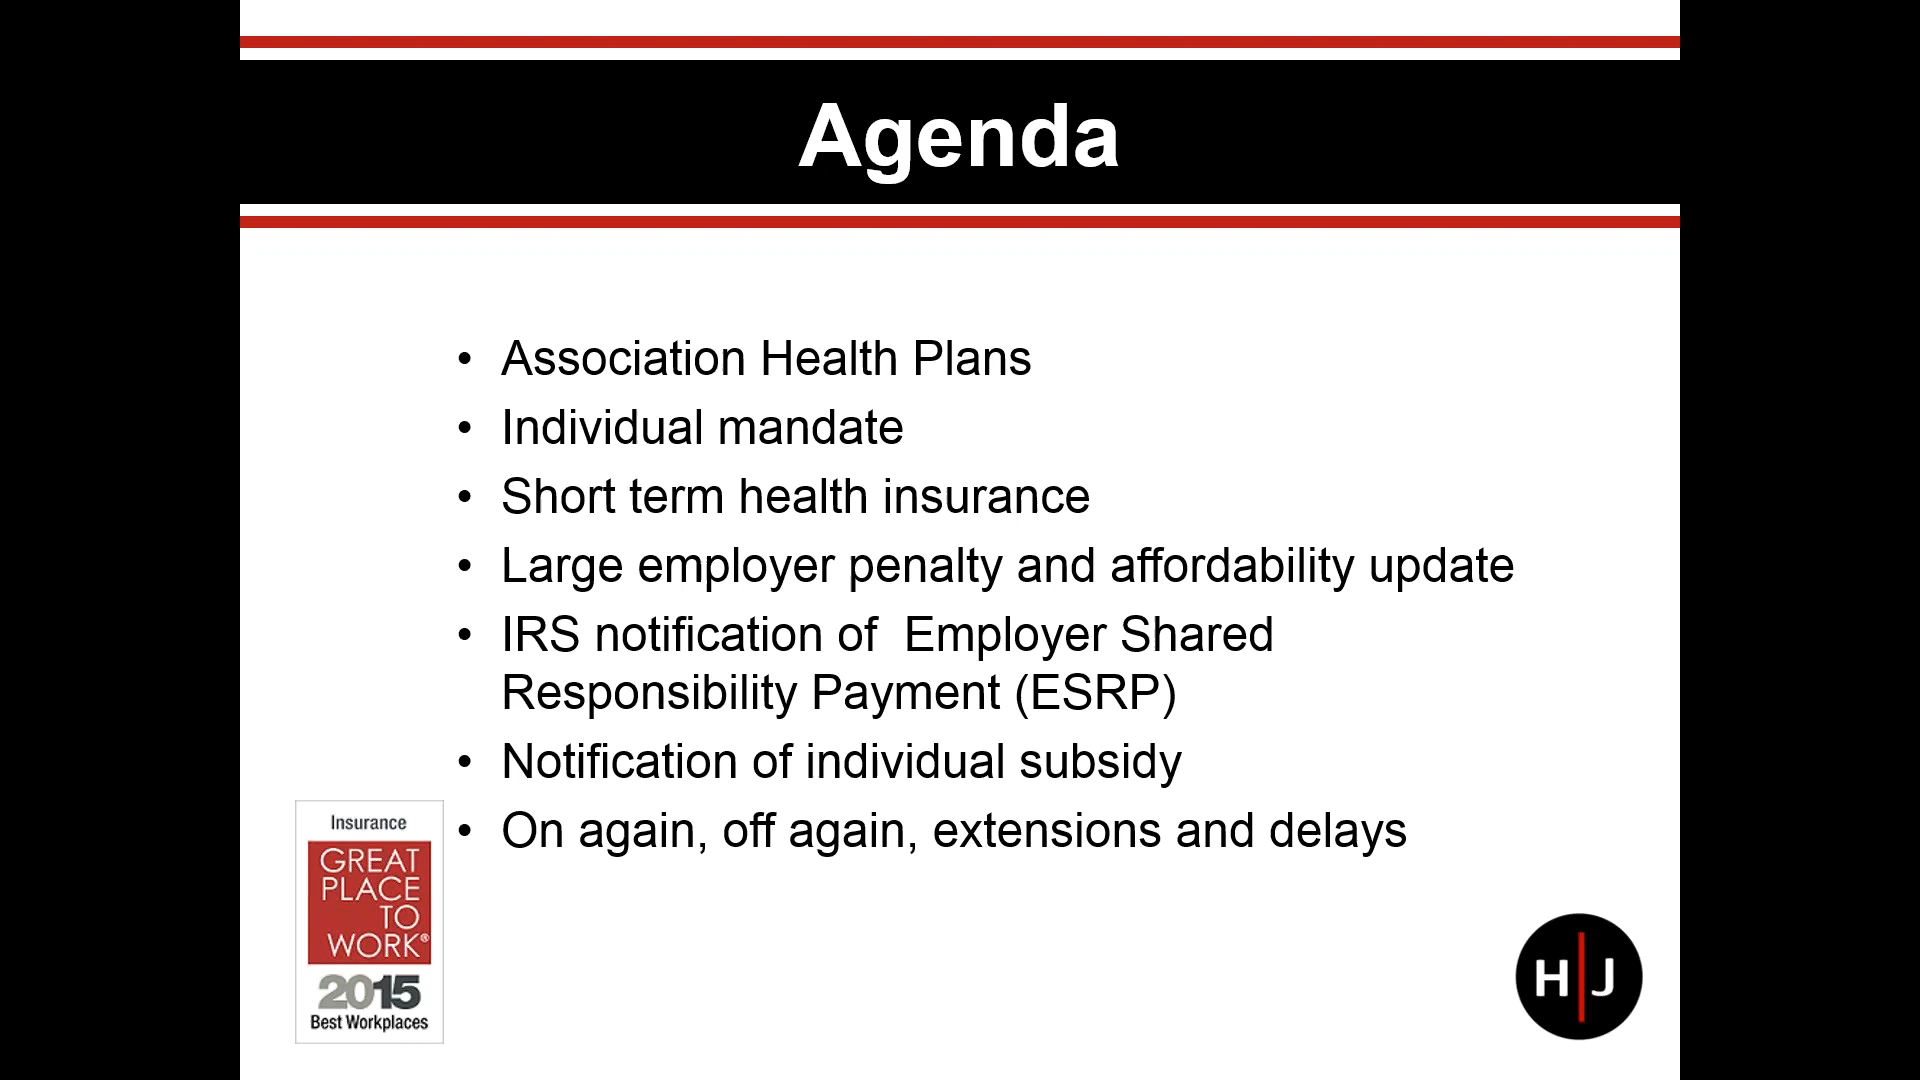 Agenda
• Association Health Plans
• Individual mandate
• Short term health insurance
• Large employer penalty and affordability update
• IRS notification of  Employer Shared
Responsibility Payment (ESRP)
• Notification of individual subsidy
• On again, off again, extensions and delays
Insurance
GREAT
PLACE
TO
WORK®
2015
Best Workplaces
H|J